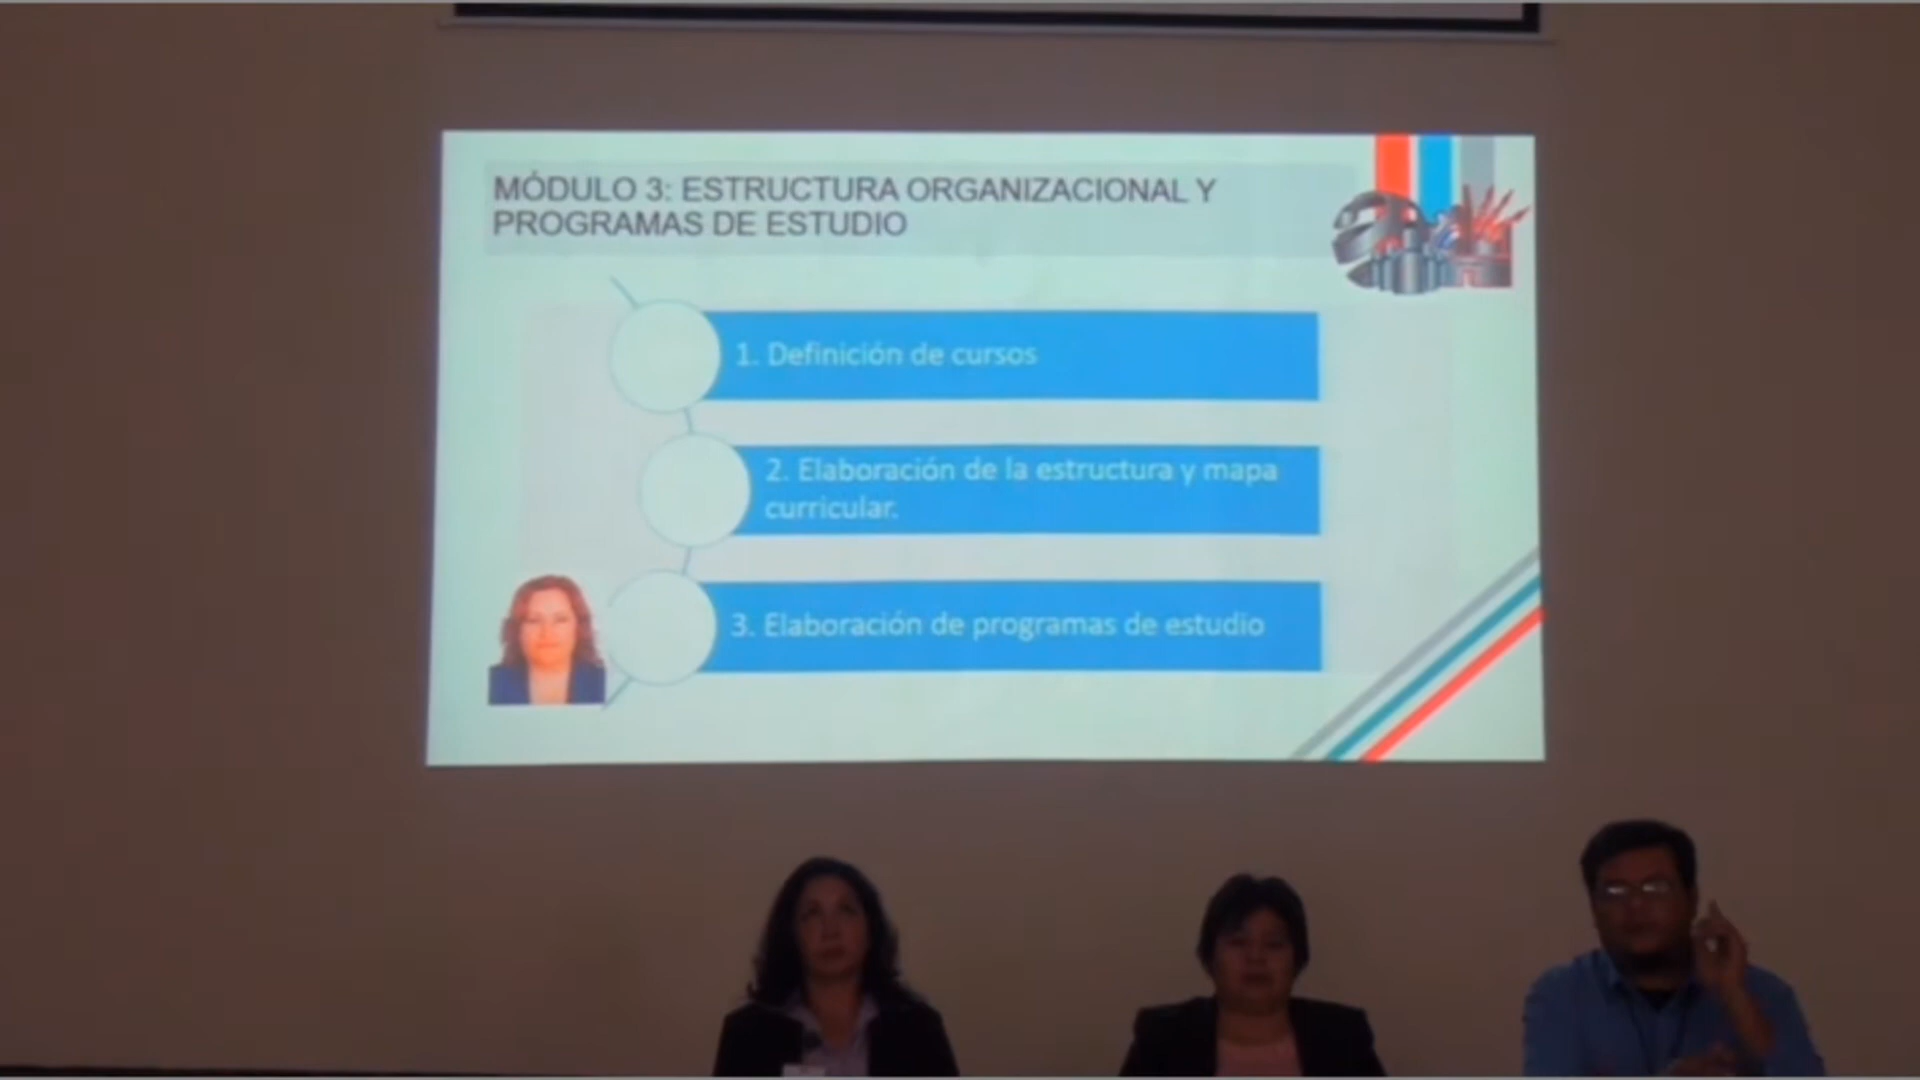 MÓDULO 3: ESTRUCTURA ORGANIZACIONAL Y
PROGRAMAS DE ESTUDIO
1. Definición de cursos
2. Elaboración de la estructura y mapa
curricular.
3. Elaboración de programas de estudio